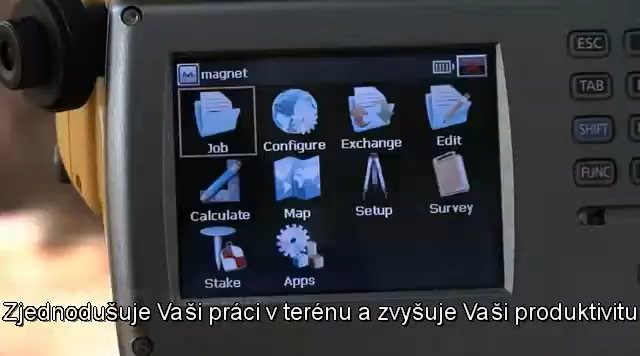 magnet
Job Configure Exchange Edit
Calculate Map Setup Survey
Stake Apps
ESC
TAB
SHIFT
FUNC
Zjednodušuje Vaši práci v terénu a zvyšuje Vaši produktivitu